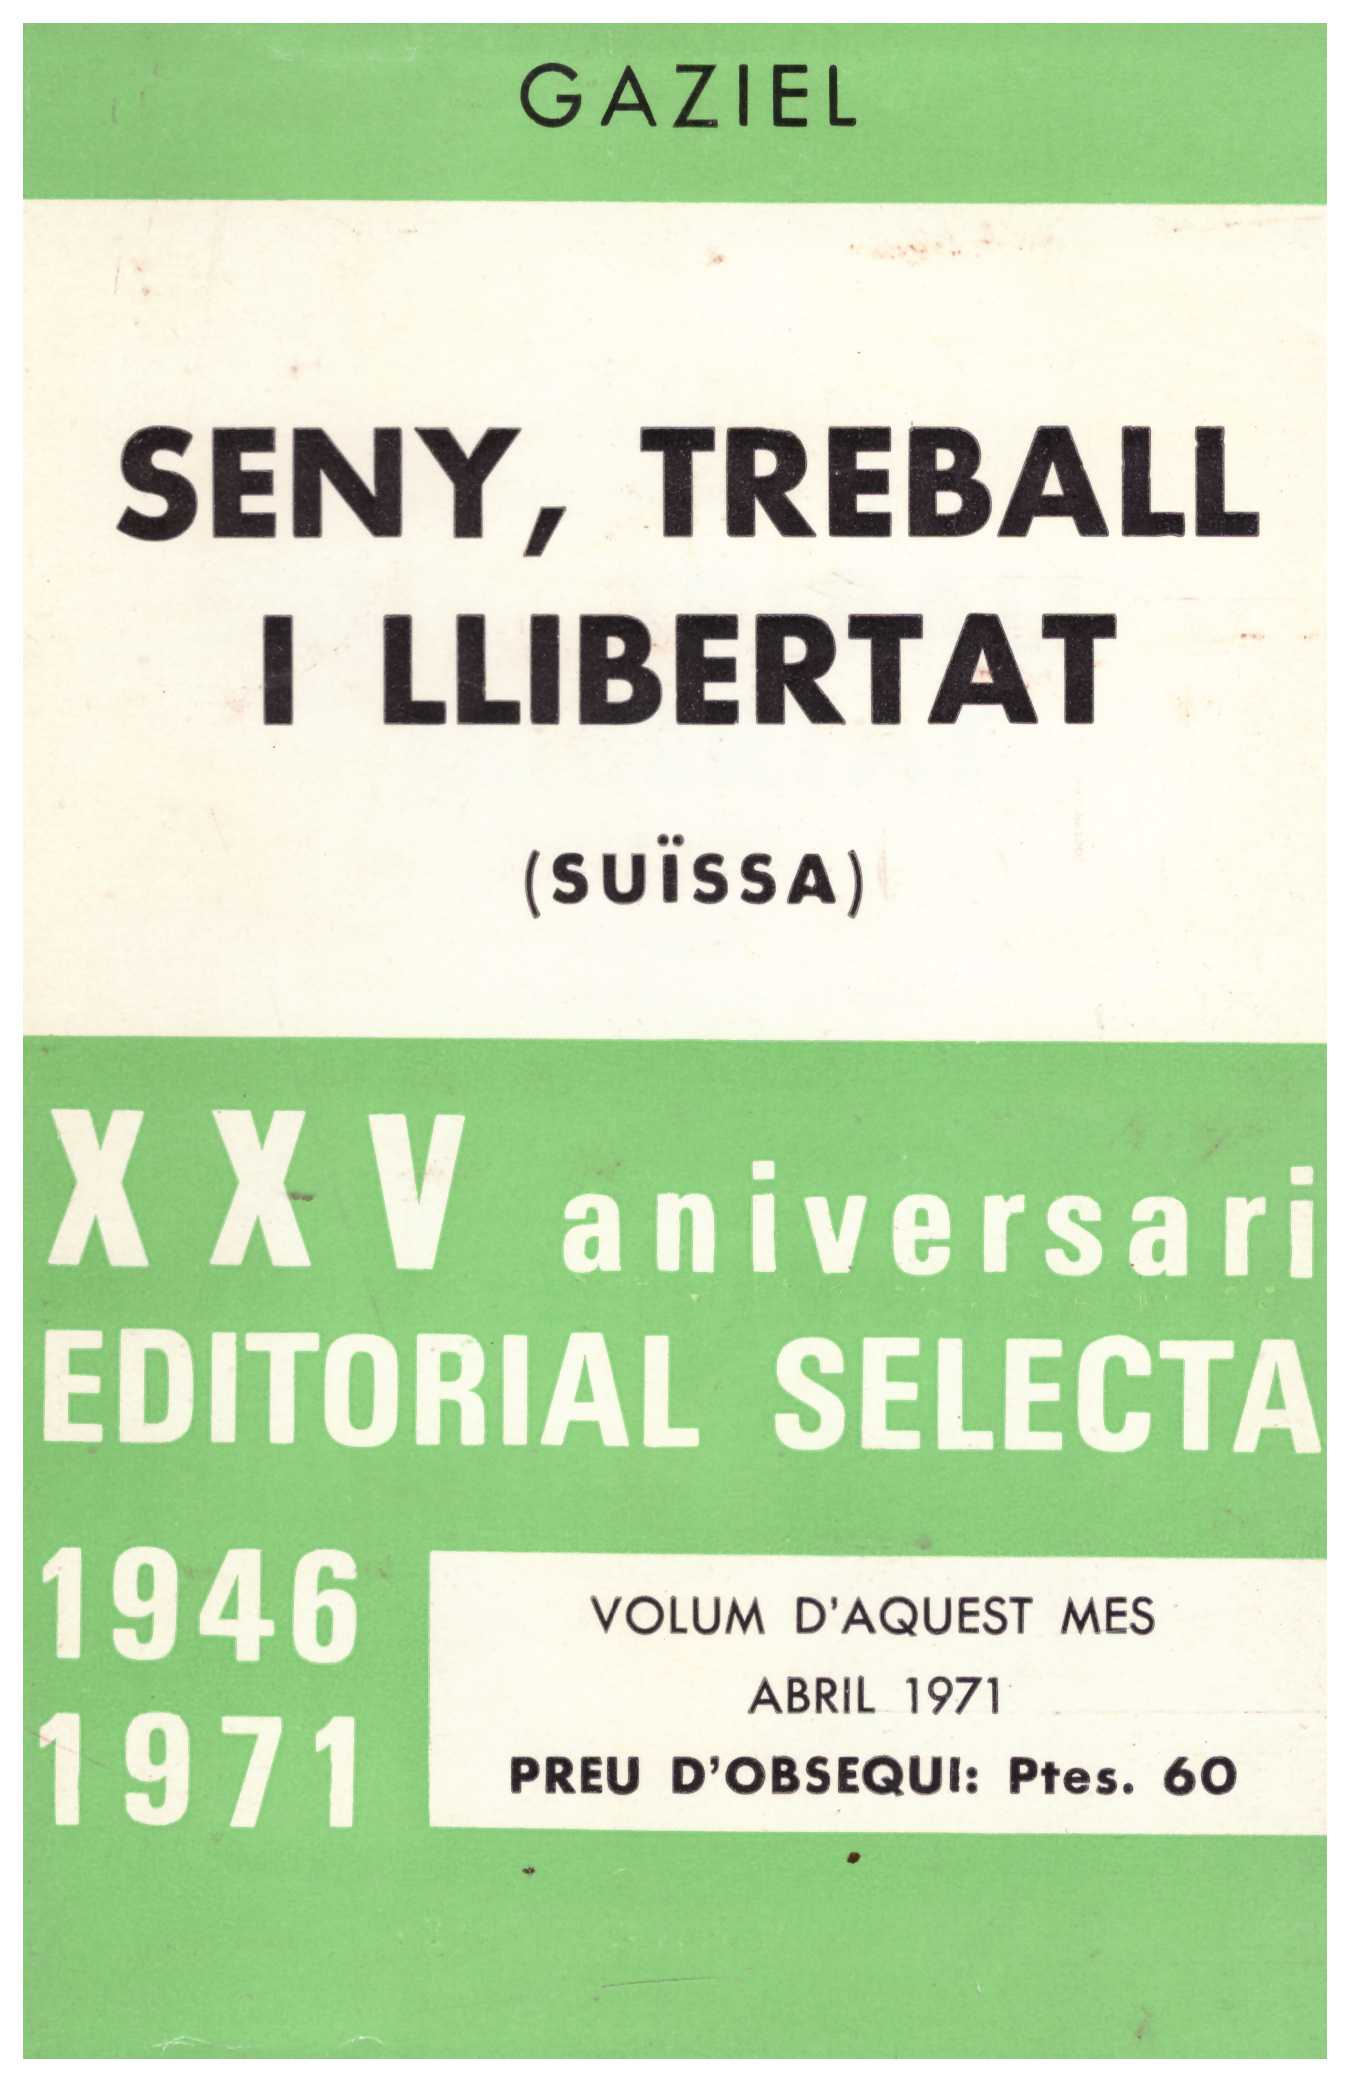 GAZIEL
SENY, TREBALL
I LLIBERTAT
(SUÏSSA)
XXV aniversari
EDITORIAL SELECTA
1946
1971
VOLUM D'AQUEST MES
ABRIL 1971
PREU D'OBSEQUI: Ptes. 60